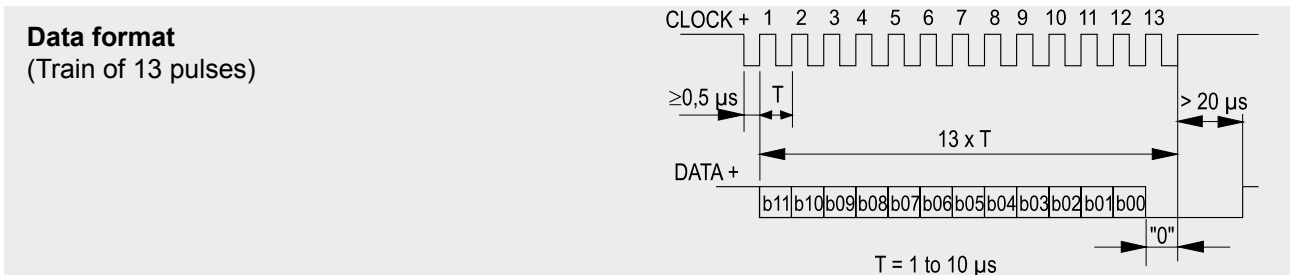 Data format
(Train of 13 pulses)
CLOCK + 1 2 3 4 5 6 7 8 9 10 11 12 13
≥0,5 µs T > 20 µs
13 x T
DATA +
b11 b10 b09 b08 b07 b06 b05 b04 b03 b02 b01 b00
"0"
T = 1 to 10 µs